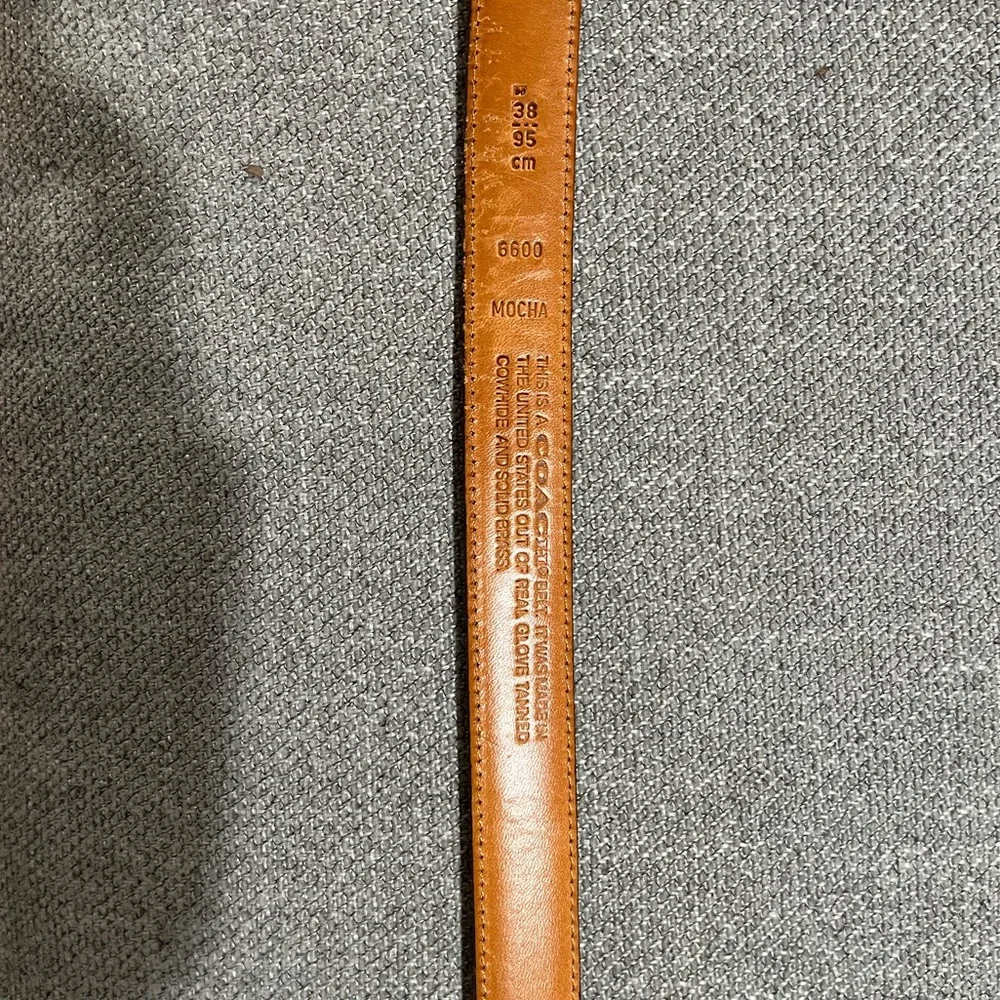 38
95
cm
6600
MOCHA
THIS IS A COACH® BELT. IT WAS MADE IN
THE UNITED STATES OUT OF REAL GLOVE TANNED
COWHIDE AND SOLID BRASS.